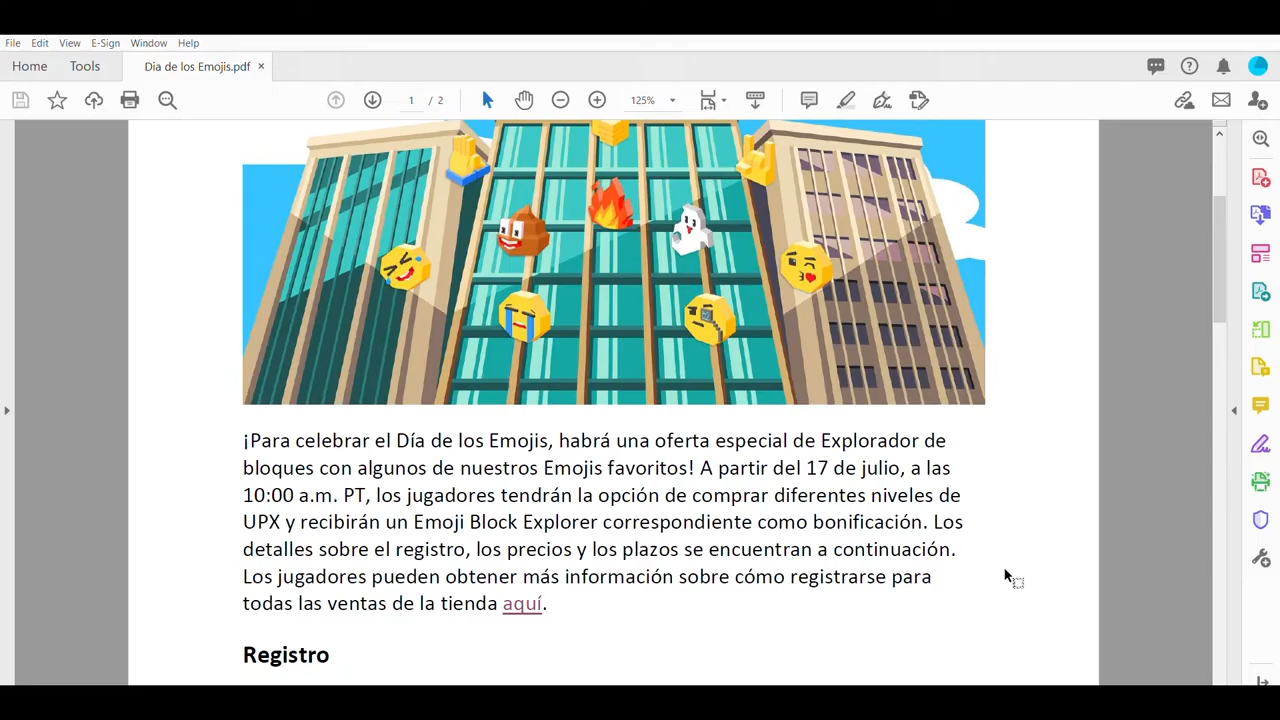 File Edit View E-Sign Window Help
Home Tools Dia de los Emojis.pdf ×
1 / 2 125%
¡Para celebrar el Día de los Emojis, habrá una oferta especial de Explorador de
bloques con algunos de nuestros Emojis favoritos! A partir del 17 de julio, a las
10:00 a.m. PT, los jugadores tendrán la opción de comprar diferentes niveles de
UPX y recibirán un Emoji Block Explorer correspondiente como bonificación. Los
detalles sobre el registro, los precios y los plazos se encuentran a continuación.
Los jugadores pueden obtener más información sobre cómo registrarse para
todas las ventas de la tienda aquí.
Registro